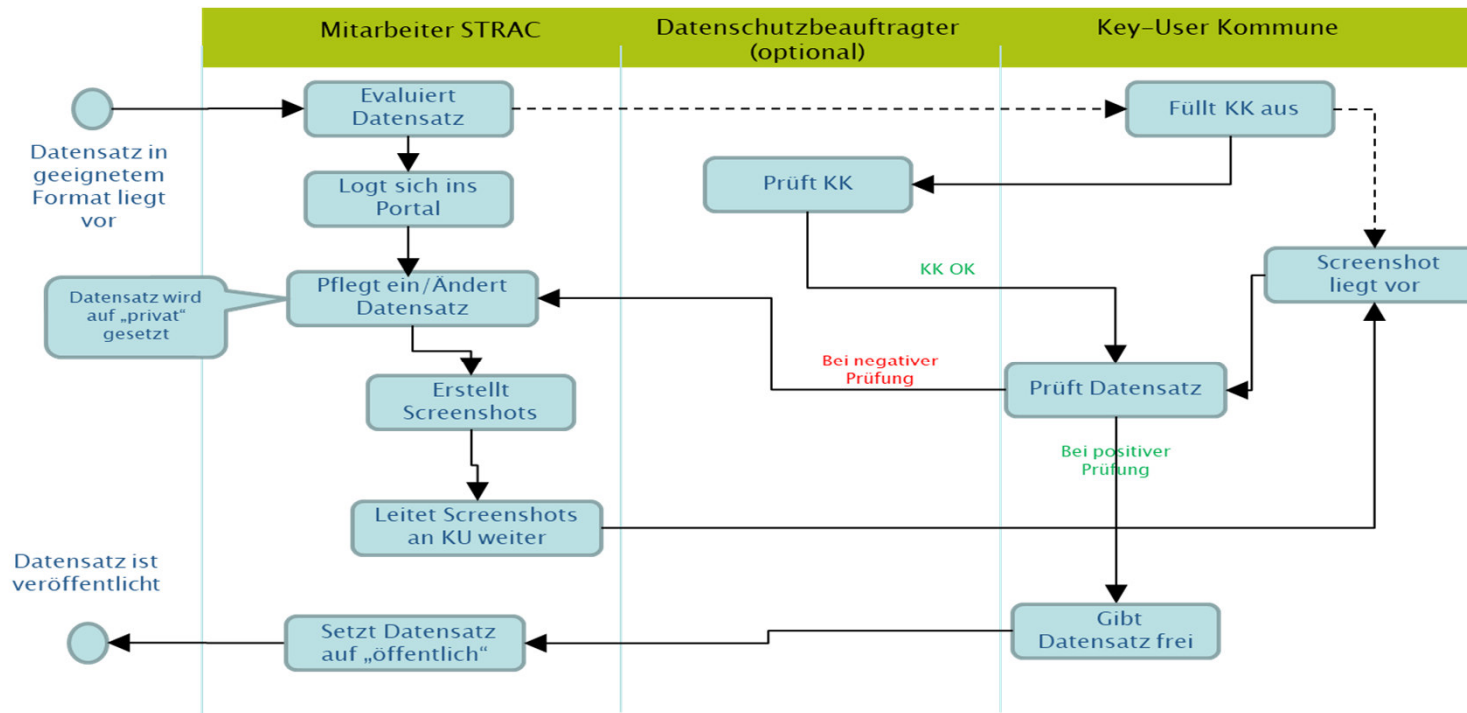 Mitarbeiter STRAC
Datenschutzbeauftragter
(optional)
Key-User Kommune
Evaluiert
Datensatz
Füllt KK aus
Datensatz in
geeignetem
Format liegt
vor
Logt sich ins
Portal
Prüft KK
KK OK
Screenshot
liegt vor
Datensatz wird
auf „privat“
gesetzt
Pflegt ein/Ändert
Datensatz
Bei negativer
Prüfung
Prüft Datensatz
Erstellt
Screenshots
Bei positiver
Prüfung
Leitet Screenshots
an KU weiter
Datensatz ist
veröffentlicht
Setzt Datensatz
auf „öffentlich“
Gibt
Datensatz frei